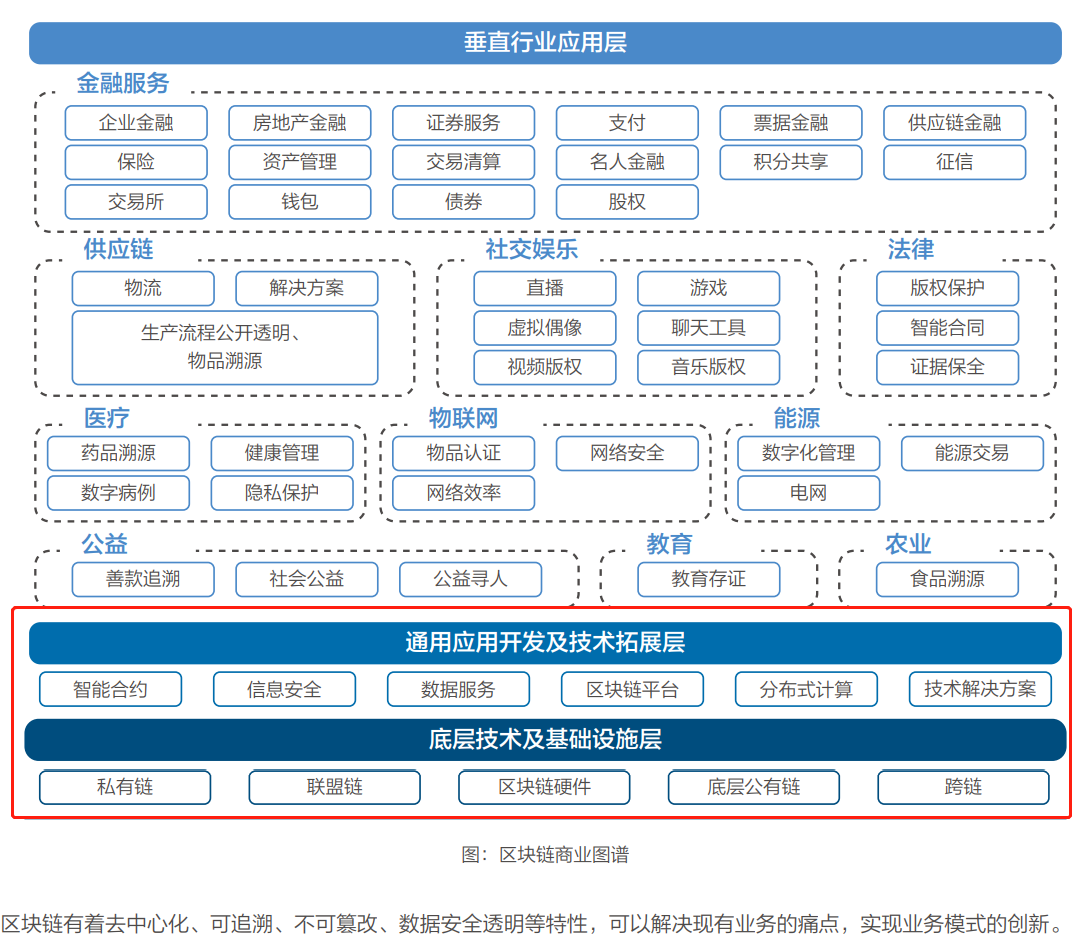 垂直行业应用层
金融服务
企业金融 房地产金融 证券服务 支付 票据金融 供应链金融
保险 资产管理 交易清算 名人金融 积分共享 征信
交易所 钱包 债券 股权
供应链 社交娱乐 法律
物流 解决方案 直播 游戏 版权保护
生产流程公开透明、
物品溯源
虚拟偶像 聊天工具 智能合同
视频版权 音乐版权 证据保全
医疗 物联网 能源
药品溯源 健康管理 物品认证 网络安全 数字化管理 能源交易
数字病例 隐私保护 网络效率 电网
公益 教育 农业
善款追溯 社会公益 公益寻人 教育存证 食品溯源
通用应用开发及技术拓展层
智能合约 信息安全 数据服务 区块链平台 分布式计算 技术解决方案
底层技术及基础设施层
私有链 联盟链 区块链硬件 底层公有链 跨链
图：区块链商业图谱
区块链有着去中心化、可追溯、不可篡改、数据安全透明等特性，可以解决现有业务的痛点，实现业务模式的创新。